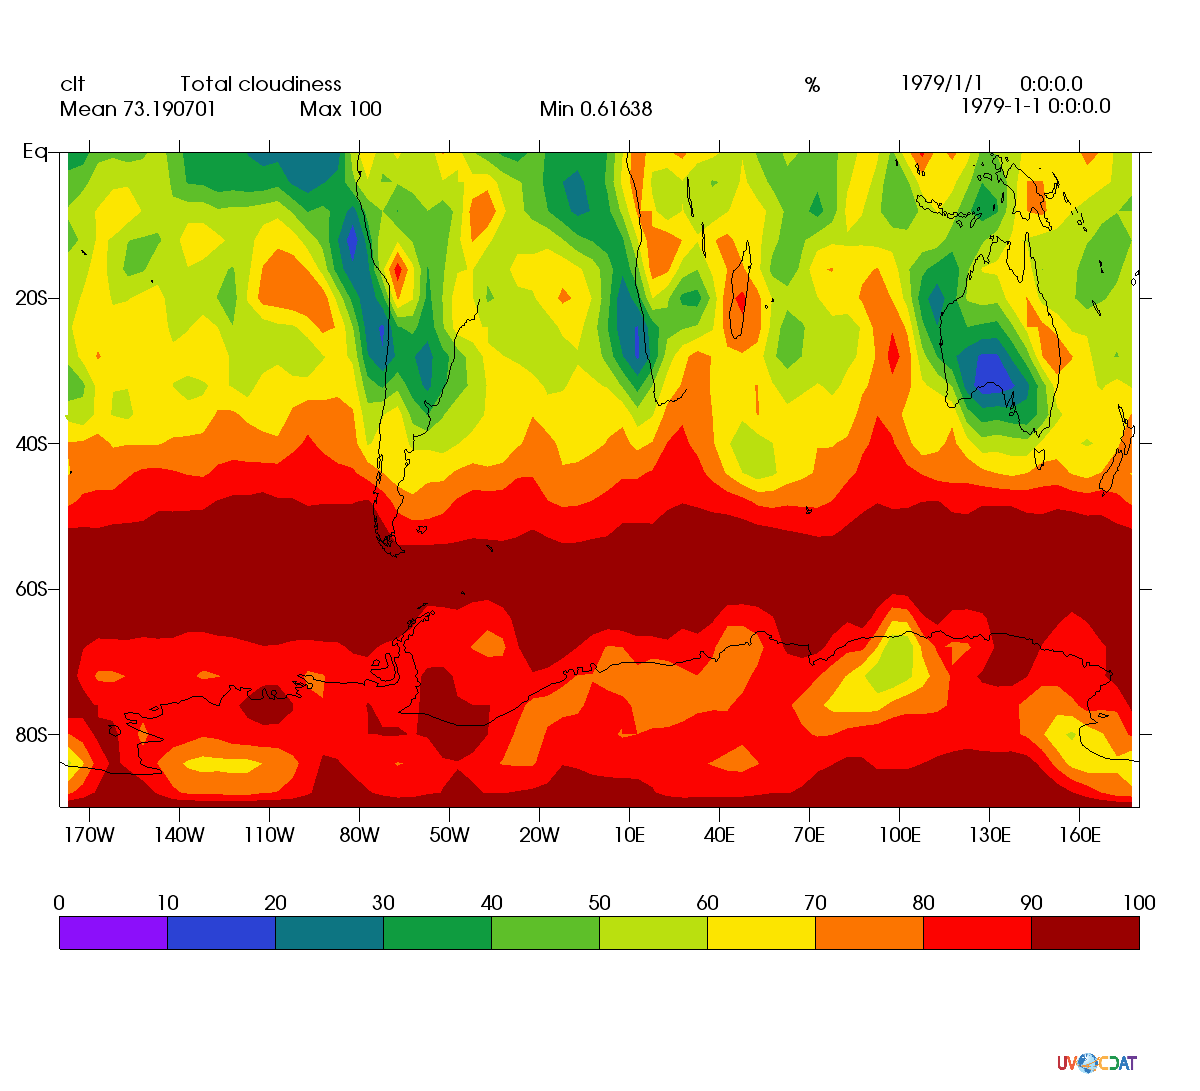 clt Total cloudiness % 1979/1/1 0:0:0.0
Mean 73.190701 Max 100 Min 0.61638 1979-1-1 0:0:0.0
Eq
20S
40S
60S
80S
170W 140W 110W 80W 50W 20W 10E 40E 70E 100E 130E 160E
0 10 20 30 40 50 60 70 80 90 100
UV CDAT